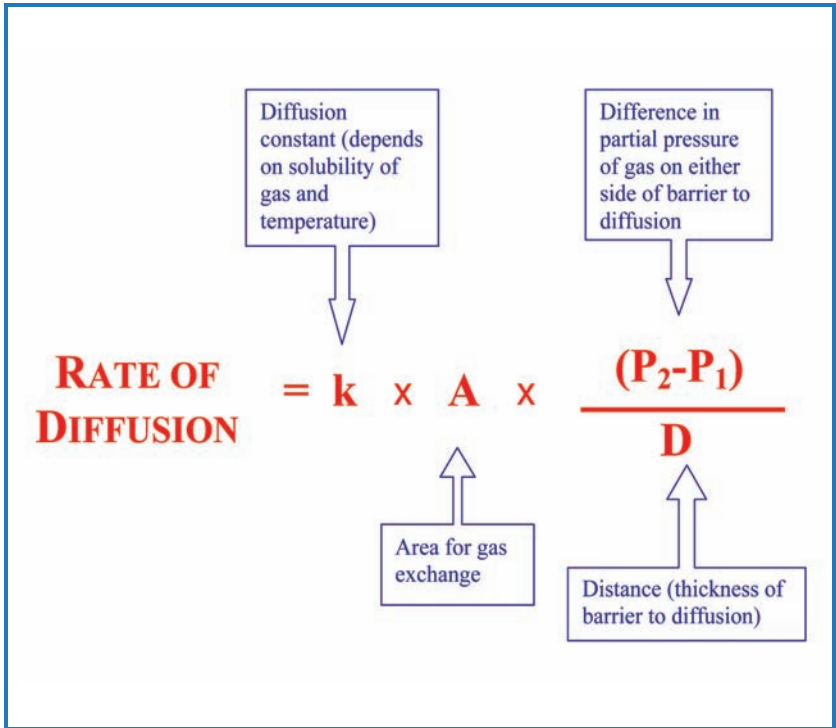 Diffusion
constant (depends
on solubility of
gas and
temperature)
Difference in
partial pressure
of gas on either
side of barrier to
diffusion
RATE OF
DIFFUSION
= k x A x
(P₂-P₁)
D
Area for gas
exchange
Distance (thickness of
barrier to diffusion)